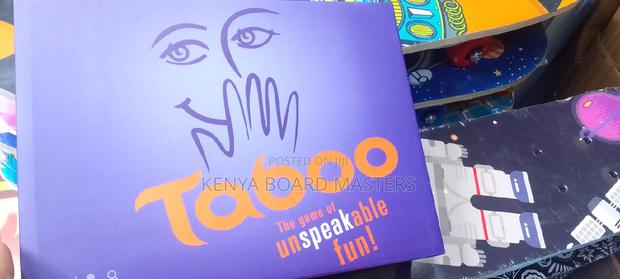 POSTED ON JIJI
KENYA BOARD MASTERS
Taboo
The game of
unspeakable
fun!